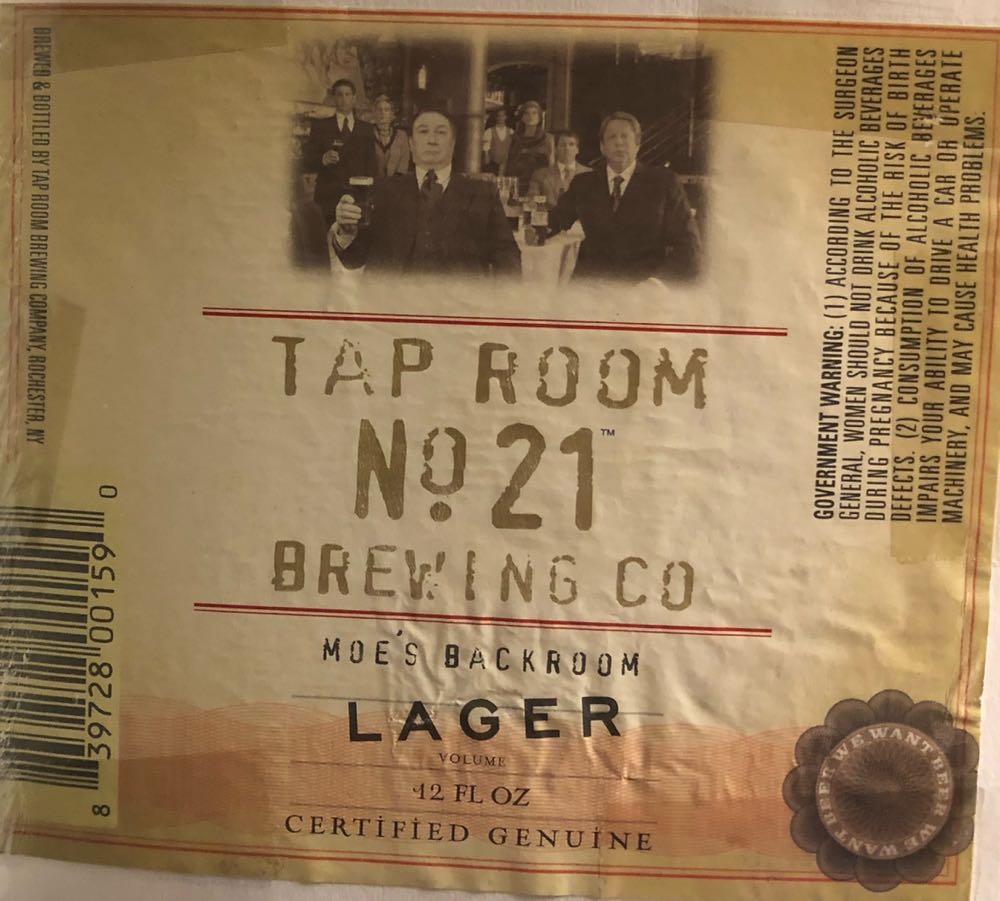 BREWED & BOTTLED BY TAP ROOM BREWING COMPANY, ROCHESTER, NY
TAP ROOM
No 21™
BREWING CO
MOE'S BACKROOM
LAGER
VOLUME
12 FL OZ
CERTIFIED GENUINE
8 39728 00159 0
GOVERNMENT WARNING: (1) ACCORDING TO THE SURGEON
GENERAL, WOMEN SHOULD NOT DRINK ALCOHOLIC BEVERAGES
DURING PREGNANCY BECAUSE OF THE RISK OF BIRTH
DEFECTS. (2) CONSUMPTION OF ALCOHOLIC BEVERAGES
IMPAIRS YOUR ABILITY TO DRIVE A CAR OR OPERATE
MACHINERY, AND MAY CAUSE HEALTH PROBLEMS.
WE WANT BEER WE WANT BEER